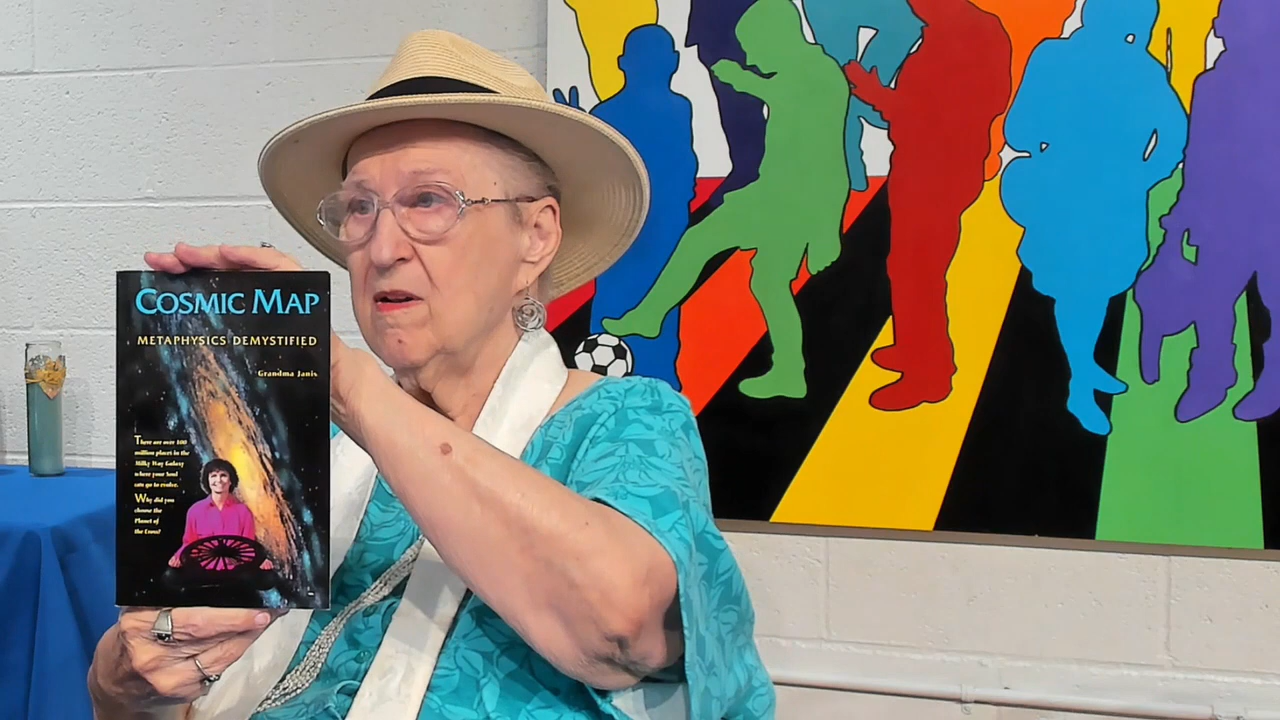 COSMIC MAP
METAPHYSICS DEMYSTIFIED
Grandma Janis
There are over 100
million places in the
Milky Way Galaxy
where your Soul
can go to evolve.
Why did you
choose the
Planet of
the Cross?